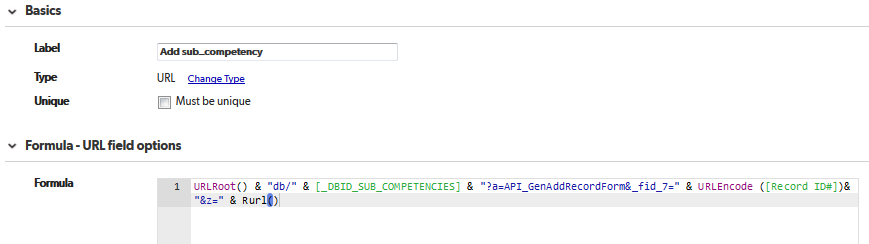 Basics
Label
Add sub_competency
Type
URL Change Type
Unique
Must be unique
Formula - URL field options
Formula
1 URLRoot() & "db/" & [_DBID_SUB_COMPETENCIES] & "?a=API_GenAddRecordForm&_fid_7=" & URLEncode ([Record ID#])&
"&z=" & Rurl()